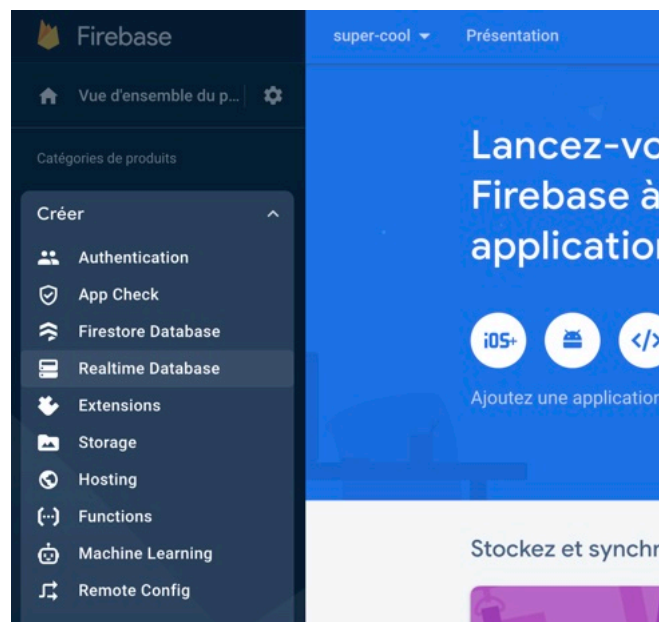 Firebase
super-cool
Présentation
Vue d'ensemble du p...
Catégories de produits
Créer
Authentication
App Check
Firestore Database
Realtime Database
Extensions
Storage
Hosting
Functions
Machine Learning
Remote Config
Lancez-vo
Firebase à
application
iOS+
</>
Ajoutez une application
Stockez et synchr